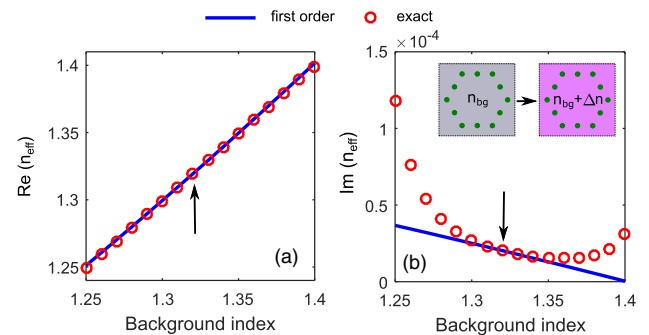 first order
exact
Re (n_eff)
1.4
1.35
1.3
1.25
1.25
1.3
1.35
1.4
Background index
(a)
Im (n_eff)
× 10^-4
1.5
1
0.5
0
1.25
1.3
1.35
1.4
Background index
(b)
n_bg
n_bg+Δn